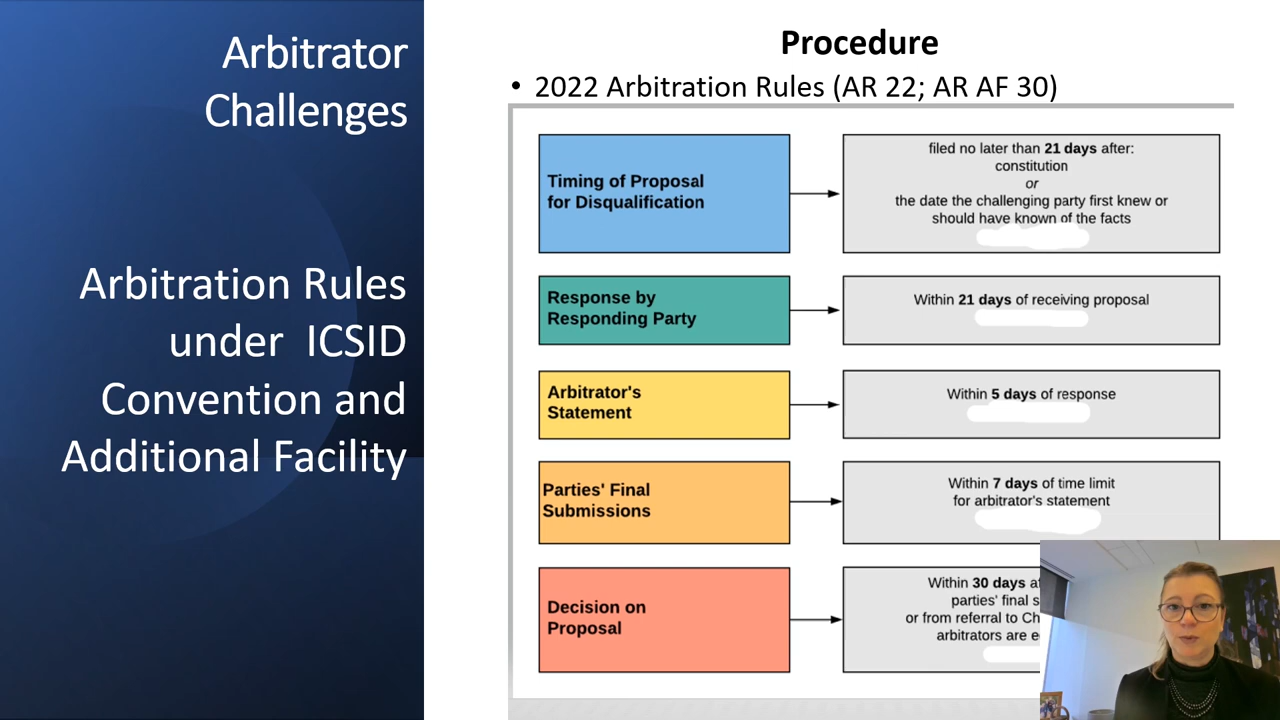 Arbitrator
Challenges
Arbitration Rules
under ICSID
Convention and
Additional Facility
Procedure
• 2022 Arbitration Rules (AR 22; AR AF 30)
Timing of Proposal
for Disqualification
filed no later than 21 days after:
constitution
or
the date the challenging party first knew or
should have known of the facts
Response by
Responding Party
Within 21 days of receiving proposal
Arbitrator's
Statement
Within 5 days of response
Parties' Final
Submissions
Within 7 days of time limit
for arbitrator's statement
Decision on
Proposal
Within 30 days
parties' final
or from referral to
arbitrators are